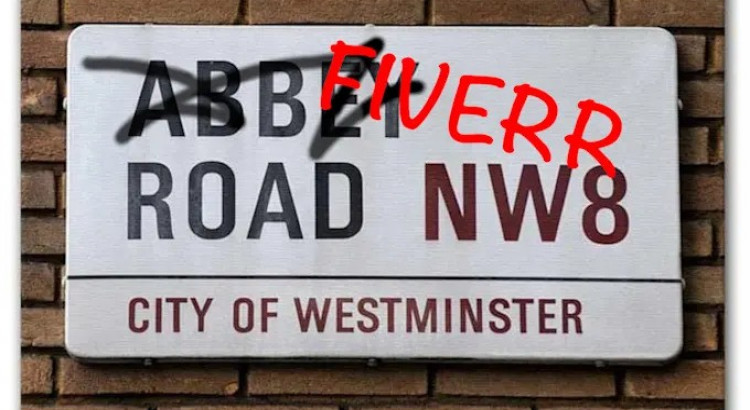 ABBEY FIVERR
ROAD NW8
CITY OF WESTMINSTER